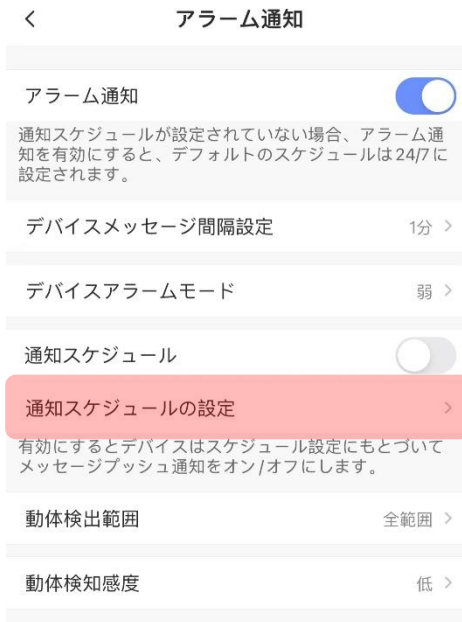 アラーム通知
アラーム通知
通知スケジュールが設定されていない場合、アラーム通
知を有効にすると、デフォルトのスケジュールは24/7に
設定されます。
デバイスメッセージ間隔設定 1分
デバイスアラームモード 弱
通知スケジュール
通知スケジュールの設定
有効にするとデバイスはスケジュール設定にもとづいて
メッセージプッシュ通知をオン/オフにします。
動体検出範囲 全範囲
動体検知感度 低